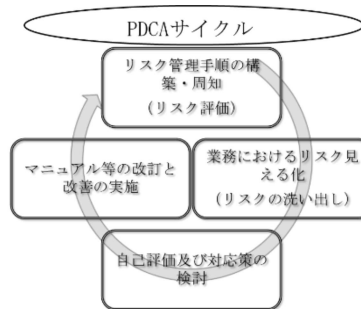 PDCAサイクル
リスク管理手順の構
築・周知
(リスク評価)
マニュアル等の改訂と
改善の実施
業務におけるリスク見
える化
(リスクの洗い出し)
自己評価及び対応策の
検討